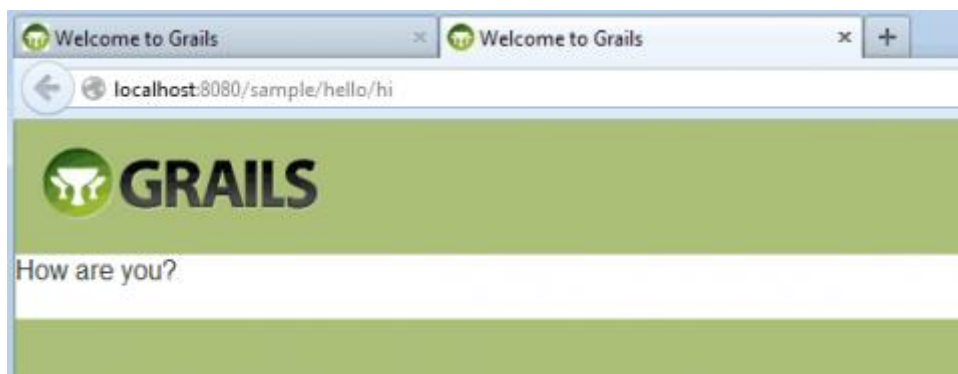 Welcome to Grails
Welcome to Grails
localhost:8080/sample/hello/hi
GRAILS
How are you?